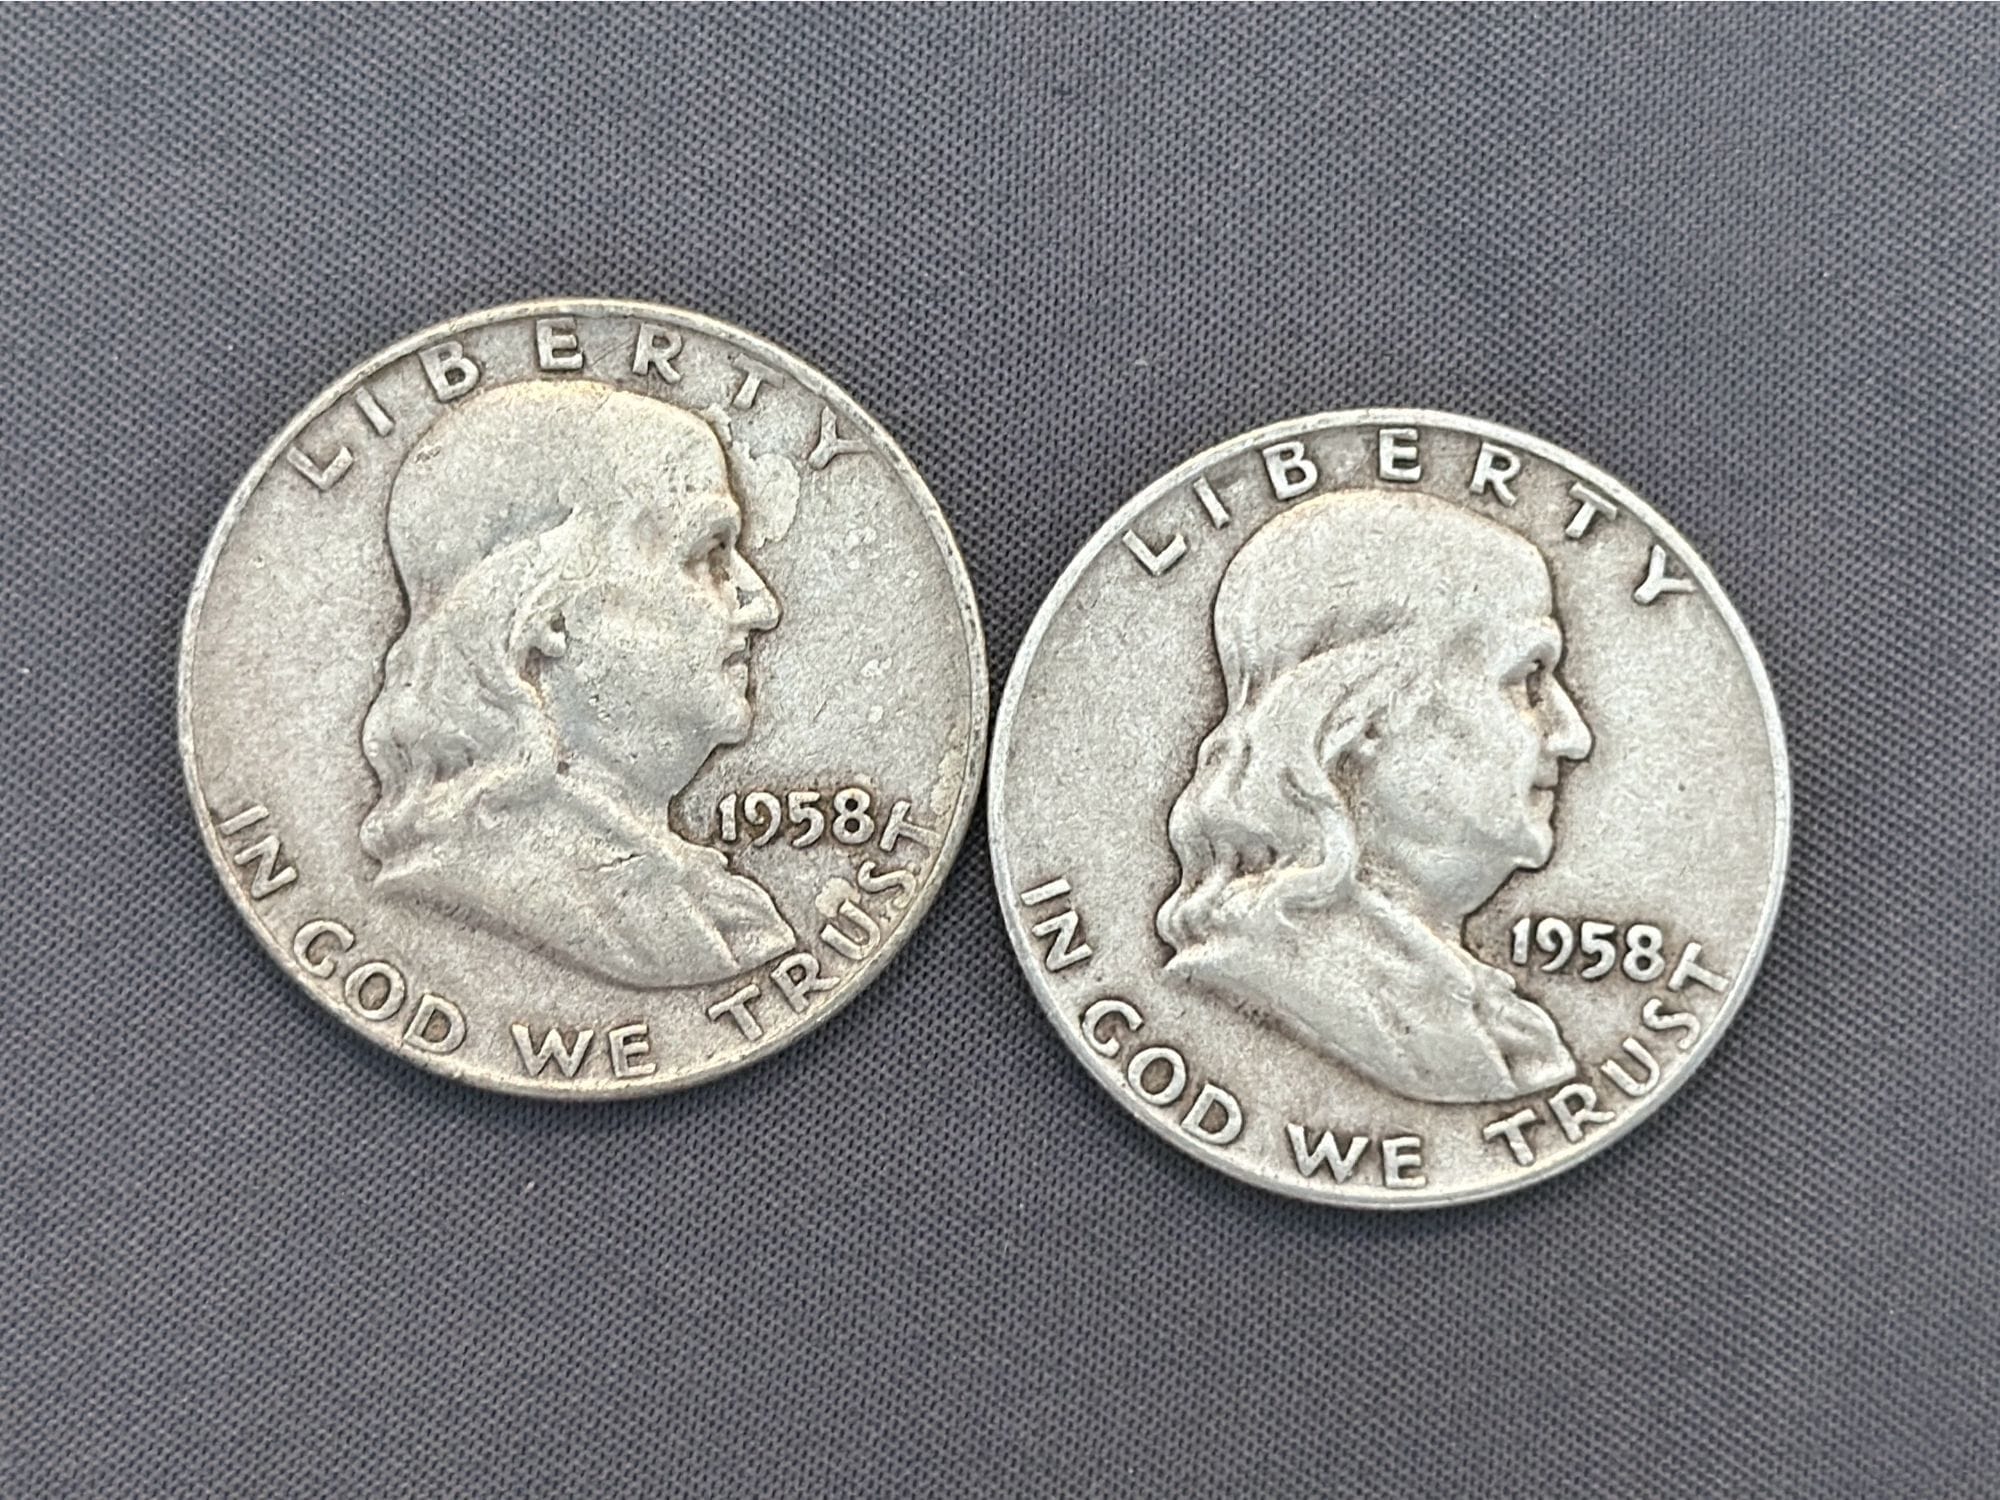 LIBERTY
1958
IN GOD WE TRUST
LIBERTY
1958
IN GOD WE TRUST